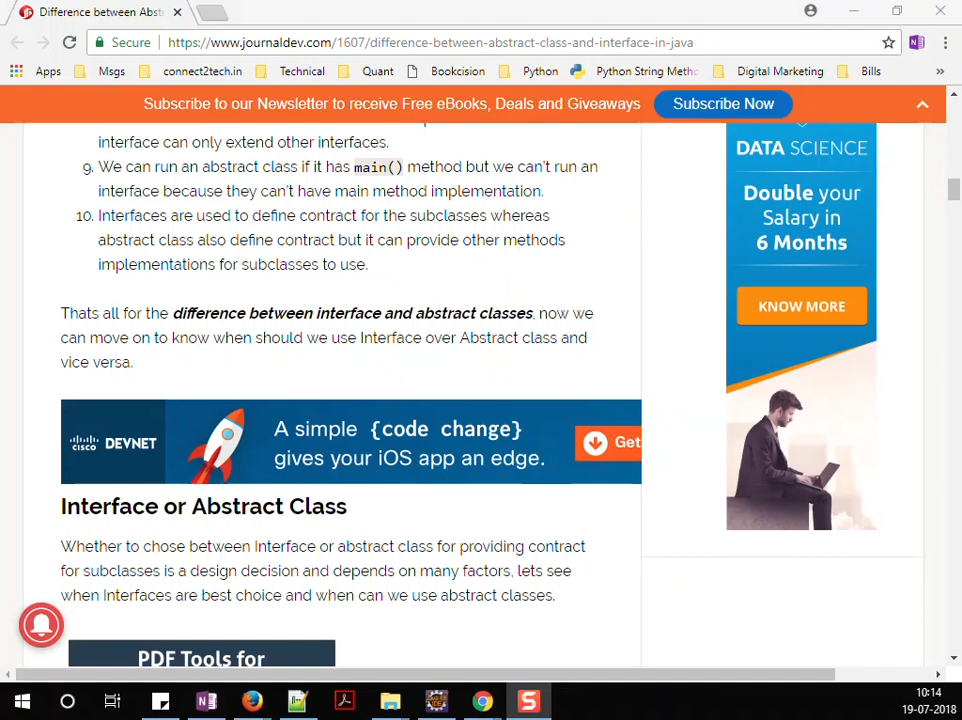 Difference between Abst
Secure
https://www.journaldev.com/1607/difference-between-abstract-class-and-interface-in-java
Apps
Msgs
connect2tech.in
Technical
Quant
Bookcision
Python
Python String Metho
Digital Marketing
Bills
»
Subscribe to our Newsletter to receive Free eBooks, Deals and Giveaways
Subscribe Now
interface can only extend other interfaces.
9. We can run an abstract class if it has main() method but we can't run an
interface because they can't have main method implementation.
10. Interfaces are used to define contract for the subclasses whereas
abstract class also define contract but it can provide other methods
implementations for subclasses to use.
Thats all for the difference between interface and abstract classes, now we
can move on to know when should we use Interface over Abstract class and
vice versa.
CISCO DEVNET
A simple {code change}
gives your iOS app an edge.
Get
Interface or Abstract Class
Whether to chose between Interface or abstract class for providing contract
for subclasses is a design decision and depends on many factors, lets see
when Interfaces are best choice and when can we use abstract classes.
PDF Tools for
DATA SCIENCE
Double your
Salary in
6 Months
KNOW MORE
10:14
19-07-2018